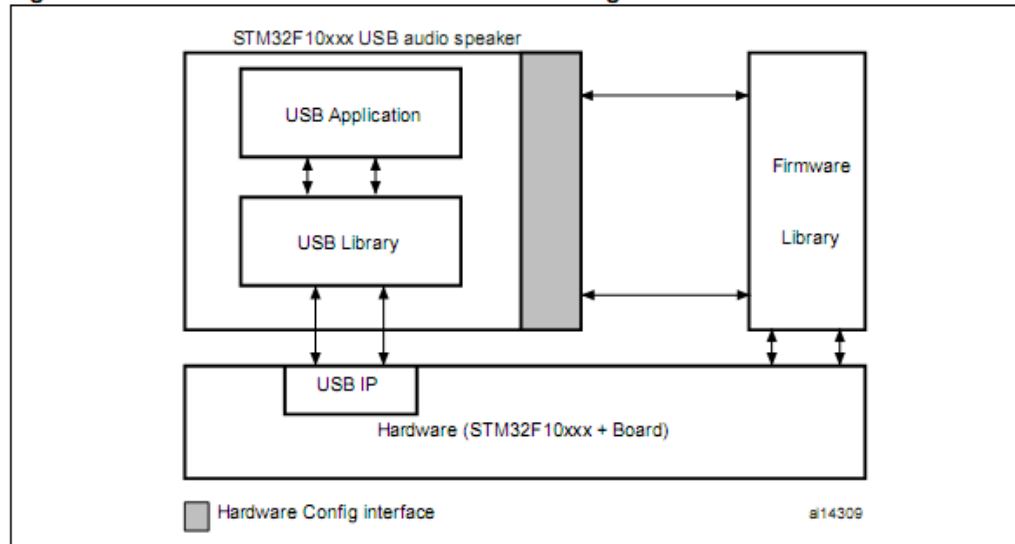 STM32F10xxx USB audio speaker
USB Application
USB Library
Firmware
Library
USB IP
Hardware (STM32F10xxx + Board)
Hardware Config interface
ai14309